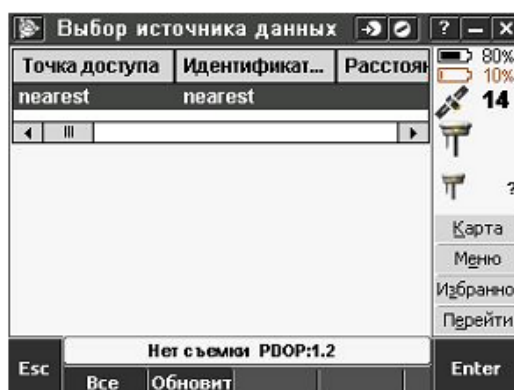 Выбор источника данных ? – X
Точка доступа Идентификат... Расстоян
80%
10%
nearest nearest
14
?
Карта
Меню
Избранно
Перейти
Нет съемки PDOP:1.2
Esc Все Обновит Enter